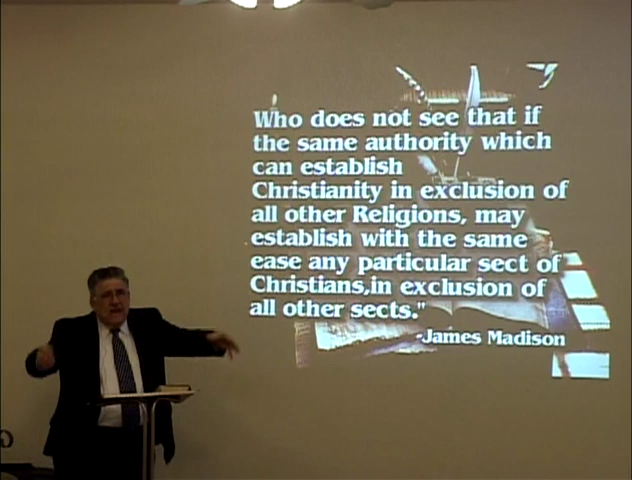 Who does not see that if
the same authority which
can establish
Christianity in exclusion of
all other Religions, may
establish with the same
ease any particular sect of
Christians,in exclusion of
all other sects."
-James Madison